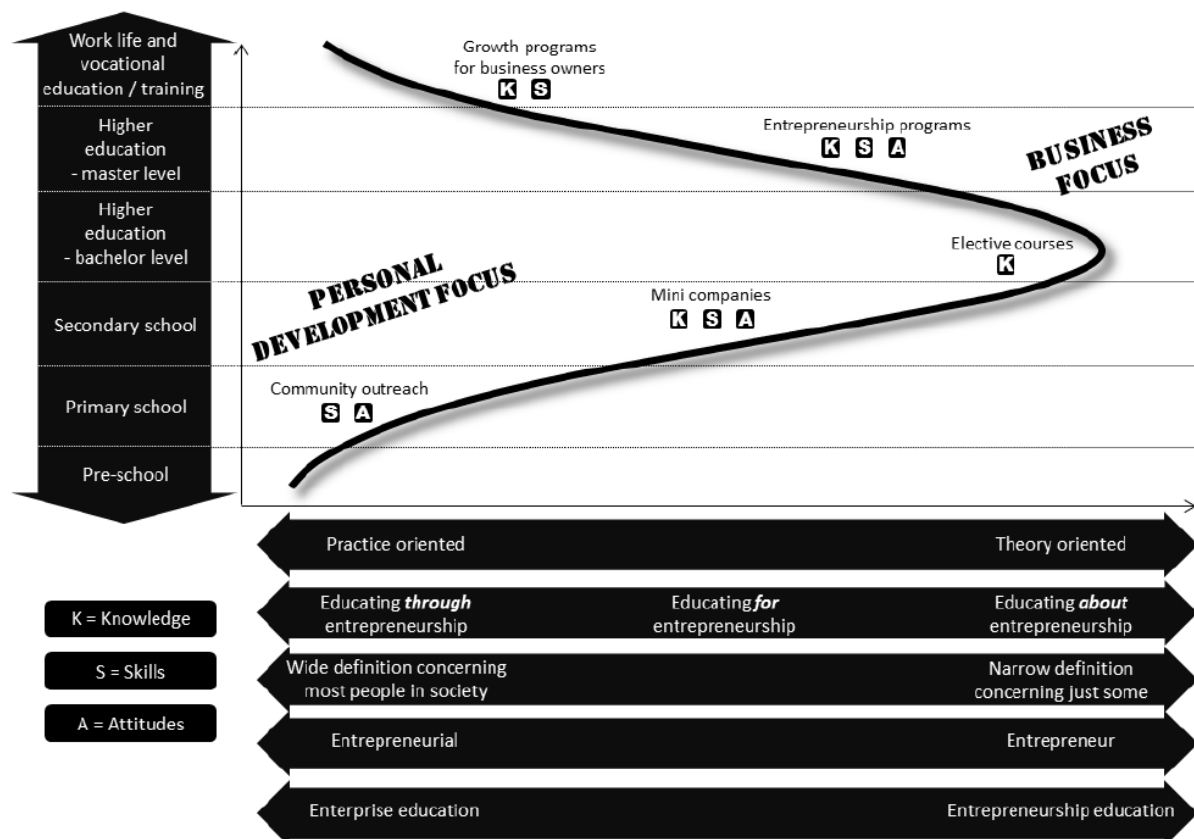 Work life and
vocational
education / training
Growth programs
for business owners
K S
Higher
education
- master level
Entrepreneurship programs
K S A
BUSINESS
FOCUS
Higher
education
- bachelor level
Elective courses
K
PERSONAL
DEVELOPMENT FOCUS
Secondary school
Mini companies
K S A
Primary school
Community outreach
S A
Pre-school
Practice oriented
Theory oriented
Educating through
entrepreneurship
Educating for
entrepreneurship
Educating about
entrepreneurship
Wide definition concerning
most people in society
Narrow definition
concerning just some
Entrepreneurial
Entrepreneur
Enterprise education
Entrepreneurship education
K = Knowledge
S = Skills
A = Attitudes